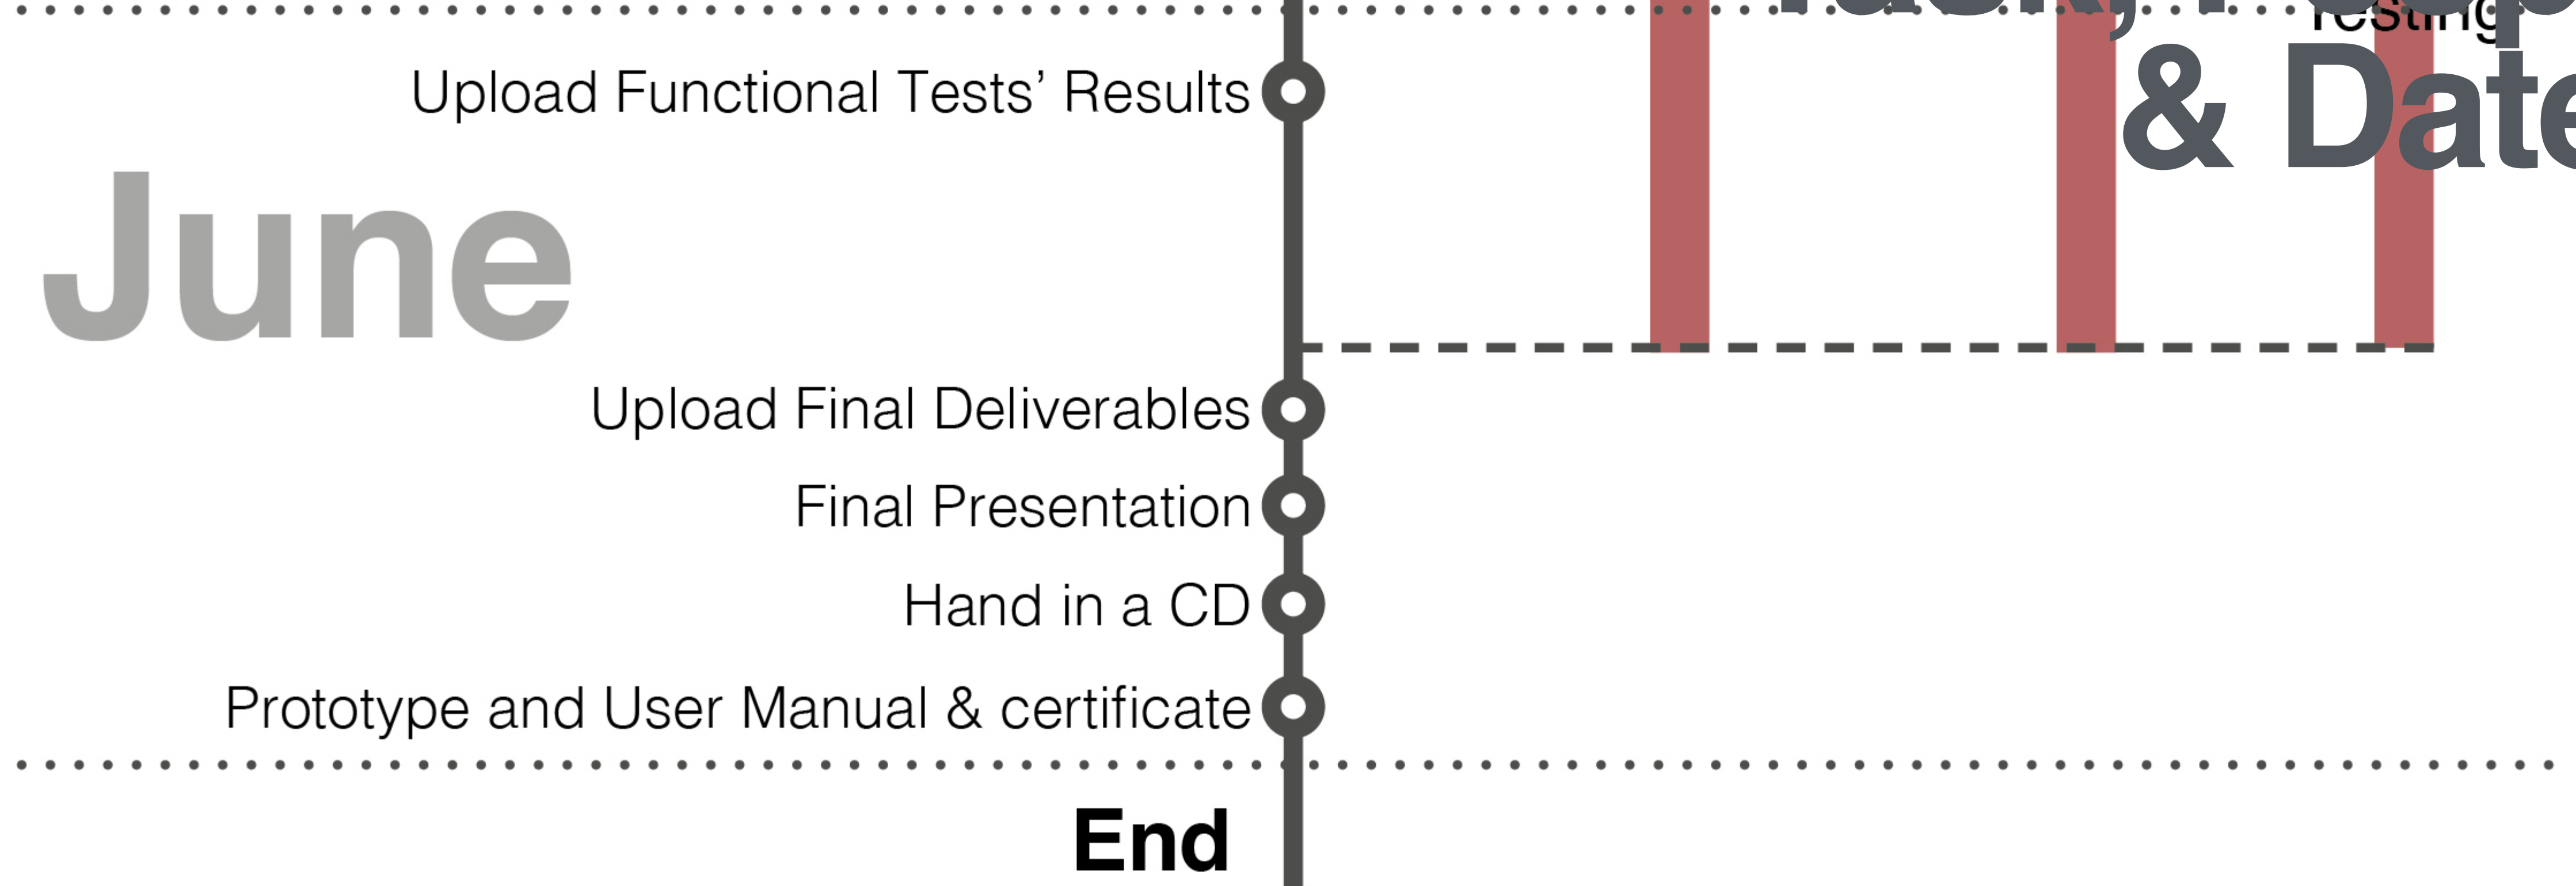 Testing
& Date
Upload Functional Tests’ Results
June
Upload Final Deliverables
Final Presentation
Hand in a CD
Prototype and User Manual & certificate
End